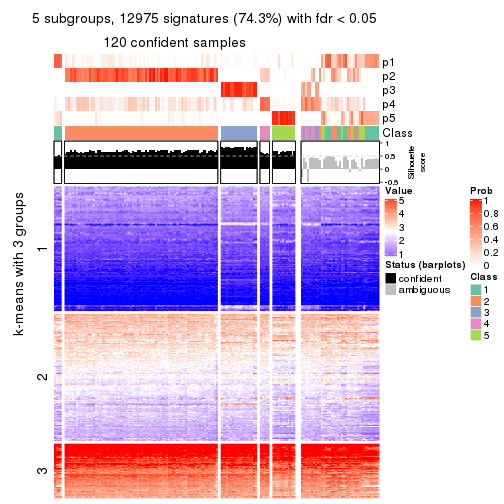 5 subgroups, 12975 signatures (74.3%) with fdr < 0.05
120 confident samples
p1
p2
p3
p4
p5
Class
1
0.5
0
-0.5
Silhouette
score
k-means with 3 groups
1
2
3
Value
5
4
3
2
1
Status (barplots)
confident
ambiguous
Prob
1
0.8
0.6
0.4
0.2
0
Class
1
2
3
4
5